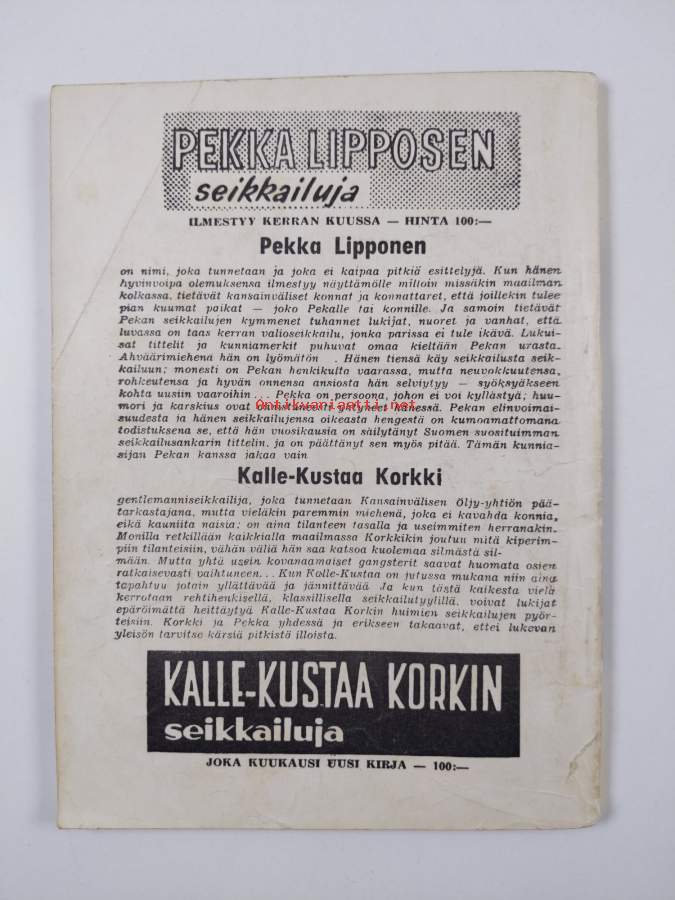 PEKKA LIPPOSEN
seikkailuja
ILMESTYY KERRAN KUUSSA — HINTA 100:—
Pekka Lipponen
on nimi, joka tunnetaan ja joka ei kaipaa pitkiä esittelyjä. Kun hänen
hyvinvoipa olemuksensa ilmestyy näyttämölle milloin missäkin maailman
kolkassa, tietävät kansainväliset konnat ja konnattaret, että joillekin tulee
pian kuumat paikat — joko Pekalle tai konnille. Ja samoin tietävät
Pekan seikkailujen kymmenet tuhannet lukijat, nuoret ja vanhat, että
luvassa on taas kerran valioseikkailu, jonka parissa ei tule ikävä. Lukui-
sat tittelit ja kunniamerkit puhuvat omaa kieltään Pekan urasta.
Ahväärimiehenä hän on lyömätön . Hänen tiensä käy seikkailusta seik-
kailuun; monesti on Pekan henkikulta vaarassa, mutta neuvokkuutensa,
rohkeutensa ja hyvän onnensa ansiosta hän selviytyy — syöksyäkseen
kohta uusiin vaaroihin... Pekka on persoona, johon ei voi kyllästyä; huu-
mori ja karskius ovat onnistuneesti yhtyneet hänessä. Pekan elinvoimai-
Antikvariaatti.net
suudesta ja hänen seikkailujensa oikeasta hengestä on kumoamattomana
todistuksena se, että hän vuosikausia on säilytänyt Suomen suosituimman
seikkailusankarin tittelin, ja on päättänyt sen myös pitää. Tämän kunnia-
sijan Pekan kanssa jakaa vain
Kalle-Kustaa Korkki
gentlemanniseikkailija, joka tunnetaan Kansainvälisen Öljy-yhtiön pää-
tarkastajana, mutta vieläkin paremmin miehenä, joka ei kavahda konnia,
eikä kauniita naisia; on aina tilanteen tasalla ja useimmiten herranakin.
Monilla retkillään kaikkialla maailmassa Korkkikin joutuu mitä kiperim-
piin tilanteisiin, vähän väliä hän saa katsoa kuolemaa silmästä sil-
mään. Mutta yhtä usein kovanaamaiset gangsterit saavat huomata osien
ratkaisevasti vaihtuneen... Kun Kalle-Kustaa on jutussa mukana niin aina
tapahtuu jotain yllättävää ja jännittävää Ja kun tästä kaikesta vielä
kerrotaan rehtihenkisellä, klassillisella seikkailutyylillä, voivat lukijat
epäröimättä heittäytyä Kalle-Kustaa Korkin huimien seikkailujen pyör-
teisiin. Korkki ja Pekka yhdessä ja erikseen takaavat, ettei lukevan
yleisön tarvitse kärsiä pitkistä illoista.
KALLE-KUSTAA KORKIN
seikkailuja
JOKA KUUKAUSI UUSI KIRJA — 100:—